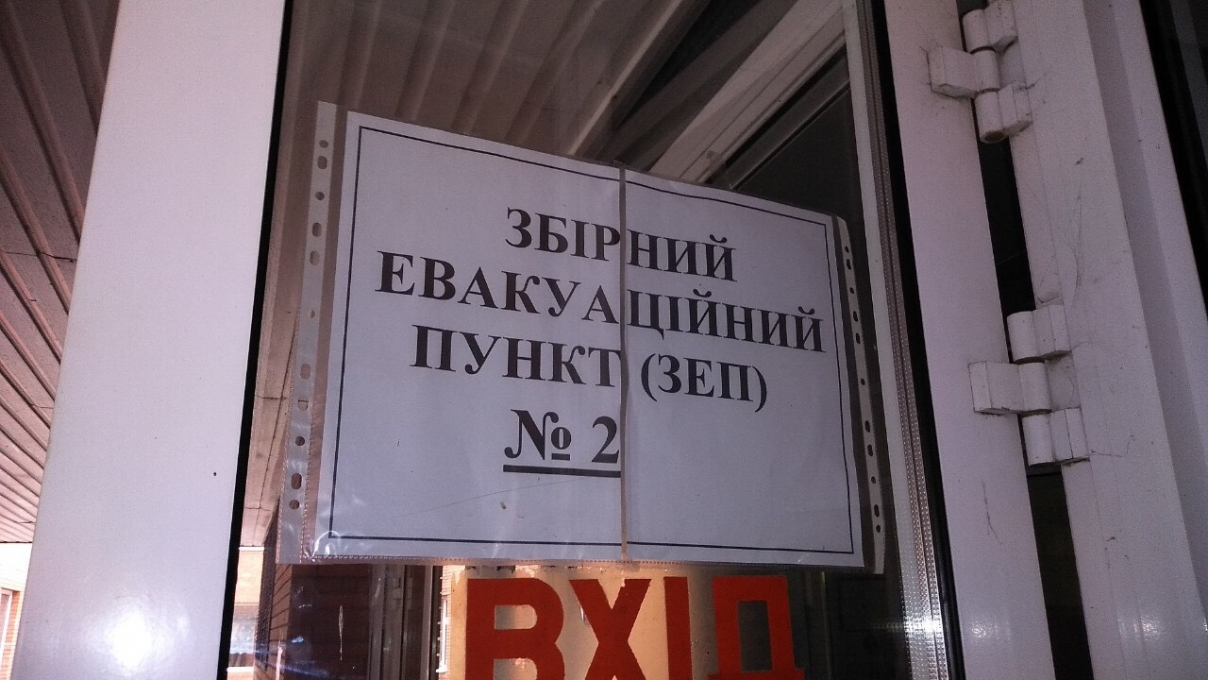 ЗБІРНИЙ
ЕВАКУАЦІЙНИЙ
ПУНКТ (ЗЕП)
№ 2
ВХІД